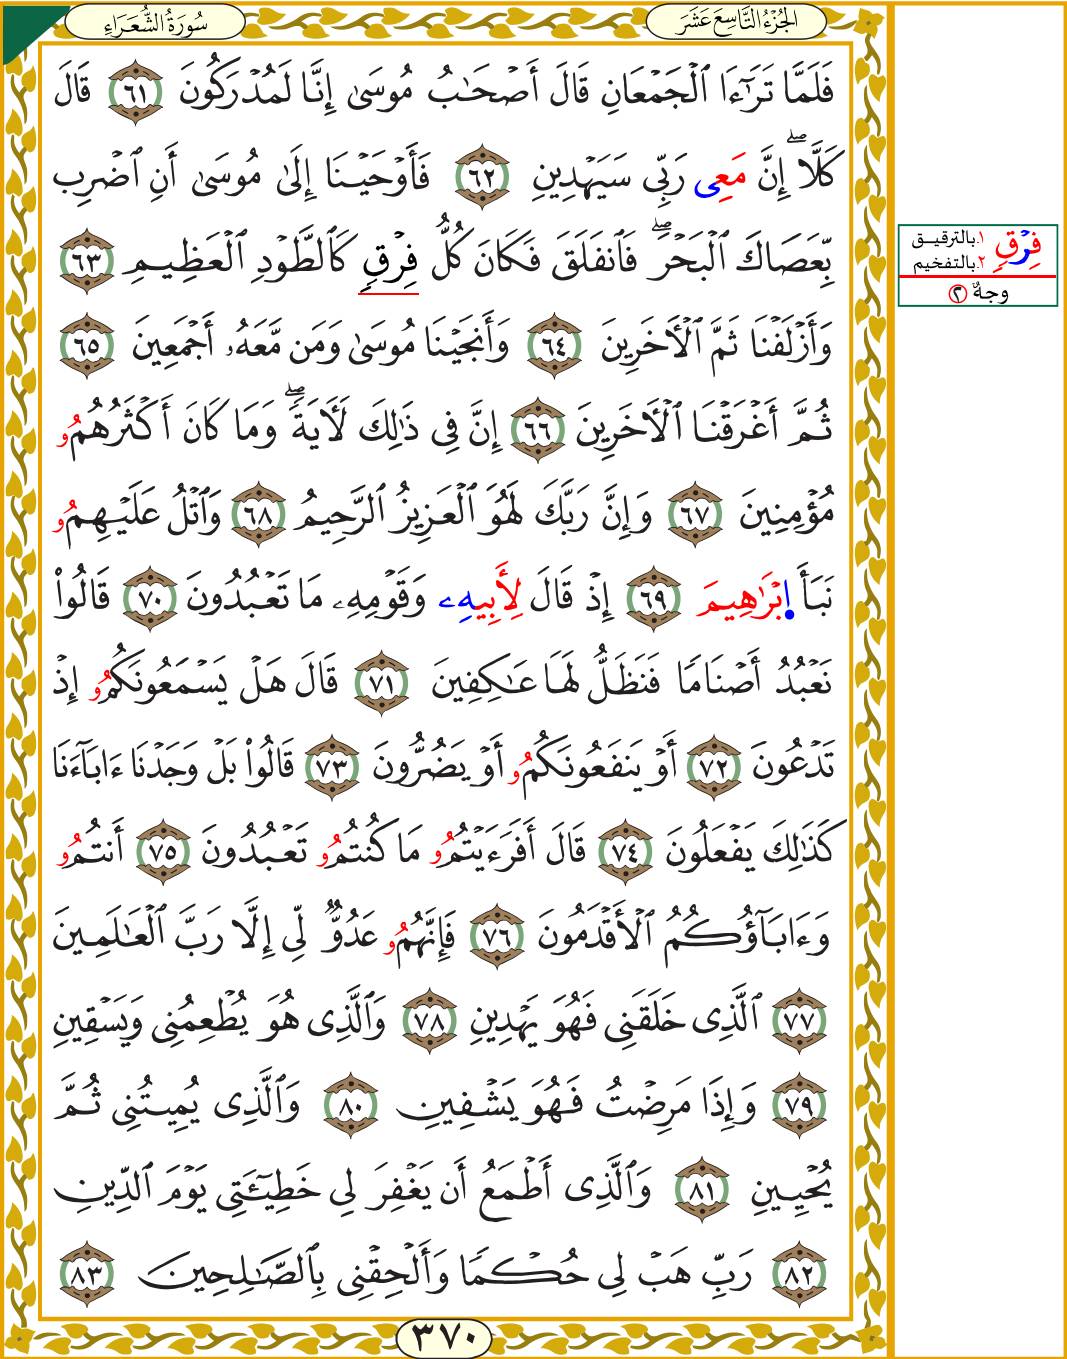 الجُزْءُ التَّاسِعَ عَشَرَ
سُورَةُ الشُّعَرَاءِ
فَلَمَّا تَرَٰٓءَا ٱلۡجَمۡعَانِ قَالَ أَصۡحَٰبُ مُوسَىٰٓ إِنَّا لَمُدۡرَكُونَ ٦١ قَالَ
كَلَّآۖ إِنَّ مَعِي رَبِّي سَيَهۡدِينِ ٦٢ فَأَوۡحَيۡنَآ إِلَىٰ مُوسَىٰٓ أَنِ ٱضۡرِب
بِّعَصَاكَ ٱلۡبَحۡرَۖ فَٱنفَلَقَ فَكَانَ كُلُّ فِرۡقٖ كَٱلطَّوۡدِ ٱلۡعَظِيمِ ٦٣
وَأَزۡلَفۡنَا ثَمَّ ٱلۡأٓخَرِينَ ٦٤ وَأَنجَيۡنَا مُوسَىٰ وَمَن مَّعَهُۥٓ أَجۡمَعِينَ ٦٥
ثُمَّ أَغۡرَقۡنَا ٱلۡأٓخَرِينَ ٦٦ إِنَّ فِي ذَٰلِكَ لَأٓيَةٗۖ وَمَا كَانَ أَكۡثَرُهُمُۥ
مُؤۡمِنِينَ ٦٧ وَإِنَّ رَبَّكَ لَهُوَ ٱلۡعَزِيزُ ٱلرَّحِيمُ ٦٨ وَٱتۡلُ عَلَيۡهِمُۥ
نَبَأَ إِبۡرَٰهِيمَ ٦٩ إِذۡ قَالَ لِأَبِيهِۦ وَقَوۡمِهِۦ مَا تَعۡبُدُونَ ٧٠ قَالُواْ
نَعۡبُدُ أَصۡنَامٗا فَنَظَلُّ لَهَا عَٰكِفِينَ ٧١ قَالَ هَلۡ يَسۡمَعُونَكُمُۥٓ إِذۡ
تَدۡعُونَ ٧٢ أَوۡ يَنفَعُونَكُمُۥٓ أَوۡ يَضُرُّونَ ٧٣ قَالُواْ بَلۡ وَجَدۡنَآ ءَابَآءَنَا
كَذَٰلِكَ يَفۡعَلُونَ ٧٤ قَالَ أَفَرَءَيۡتُمُۥ مَا كُنتُمُۥ تَعۡبُدُونَ ٧٥ أَنتُمُۥ
وَءَابَآؤُكُمُ ٱلۡأَقۡدَمُونَ ٧٦ فَإِنَّهُمُۥ عَدُوّٞ لِّيٓ إِلَّا رَبَّ ٱلۡعَٰلَمِينَ
٧٧ ٱلَّذِي خَلَقَنِي فَهُوَ يَهۡدِينِ ٧٨ وَٱلَّذِي هُوَ يُطۡعِمُنِي وَيَسۡقِينِ
٧٩ وَإِذَا مَرِضۡتُ فَهُوَ يَشۡفِينِ ٨٠ وَٱلَّذِي يُمِيتُنِي ثُمَّ
يُحۡيِينِ ٨١ وَٱلَّذِيٓ أَطۡمَعُ أَن يَغۡفِرَ لِي خَطِيٓـَٔتِي يَوۡمَ ٱلدِّينِ
٨٢ رَبِّ هَبۡ لِي حُكۡمٗا وَأَلۡحِقۡنِي بِٱلصَّٰلِحِينَ ٨٣
٣٧٠
فِرۡقٖ ١.بالترقيق
٢.بالتفخيم
وجهٌ ٢